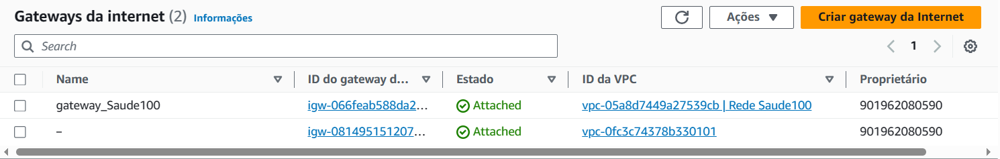 Gateways da internet (2) Informações
Ações
Criar gateway da Internet
Search
1
Name ID do gateway d... Estado ID da VPC Proprietário
gateway_Saude100 igw-066feab588da2... Attached vpc-05a8d7449a27539cb | Rede Saude100 901962080590
– igw-081495151207... Attached vpc-0fc3c74378b330101 901962080590